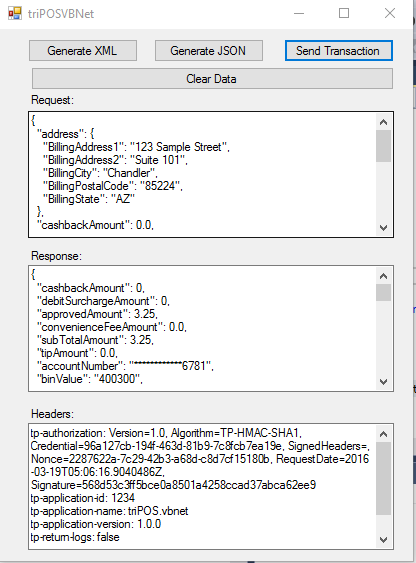 triPOSVBNet
Generate XML
Generate JSON
Send Transaction
Clear Data
Request:
{
"address": {
"BillingAddress1": "123 Sample Street",
"BillingAddress2": "Suite 101",
"BillingCity": "Chandler",
"BillingPostalCode": "85224",
"BillingState": "AZ"
},
"cashbackAmount": 0.0,
Response:
{
"cashbackAmount": 0,
"debitSurchargeAmount": 0,
"approvedAmount": 3.25,
"convenienceFeeAmount": 0.0,
"subTotalAmount": 3.25,
"tipAmount": 0.0,
"accountNumber": "************6781",
"binValue": "400300",
Headers:
tp-authorization: Version=1.0, Algorithm=TP-HMAC-SHA1,
Credential=96a127cb-194f-463d-81b9-7c8fcb7ea19e, SignedHeaders=,
Nonce=2287622a-7c29-42b3-a68d-c8d7cf15180b, RequestDate=2016
-03-19T05:06:16.9040486Z,
Signature=568d53c3ff5bce0a8501a4258ccad37abca62ee9
tp-application-id: 1234
tp-application-name: triPOS.vbnet
tp-application-version: 1.0.0
tp-return-logs: false